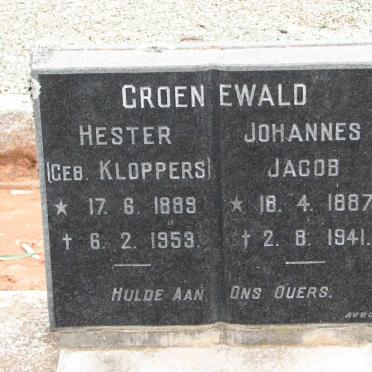 GROENEWALD
HESTER
(GEB. KLOPPERS)
★ 17. 6. 1889
† 6. 2. 1953.
JOHANNES
JACOB
★ 18. 4. 1887
† 2. 8. 1941.
HULDE AAN ONS OUERS.